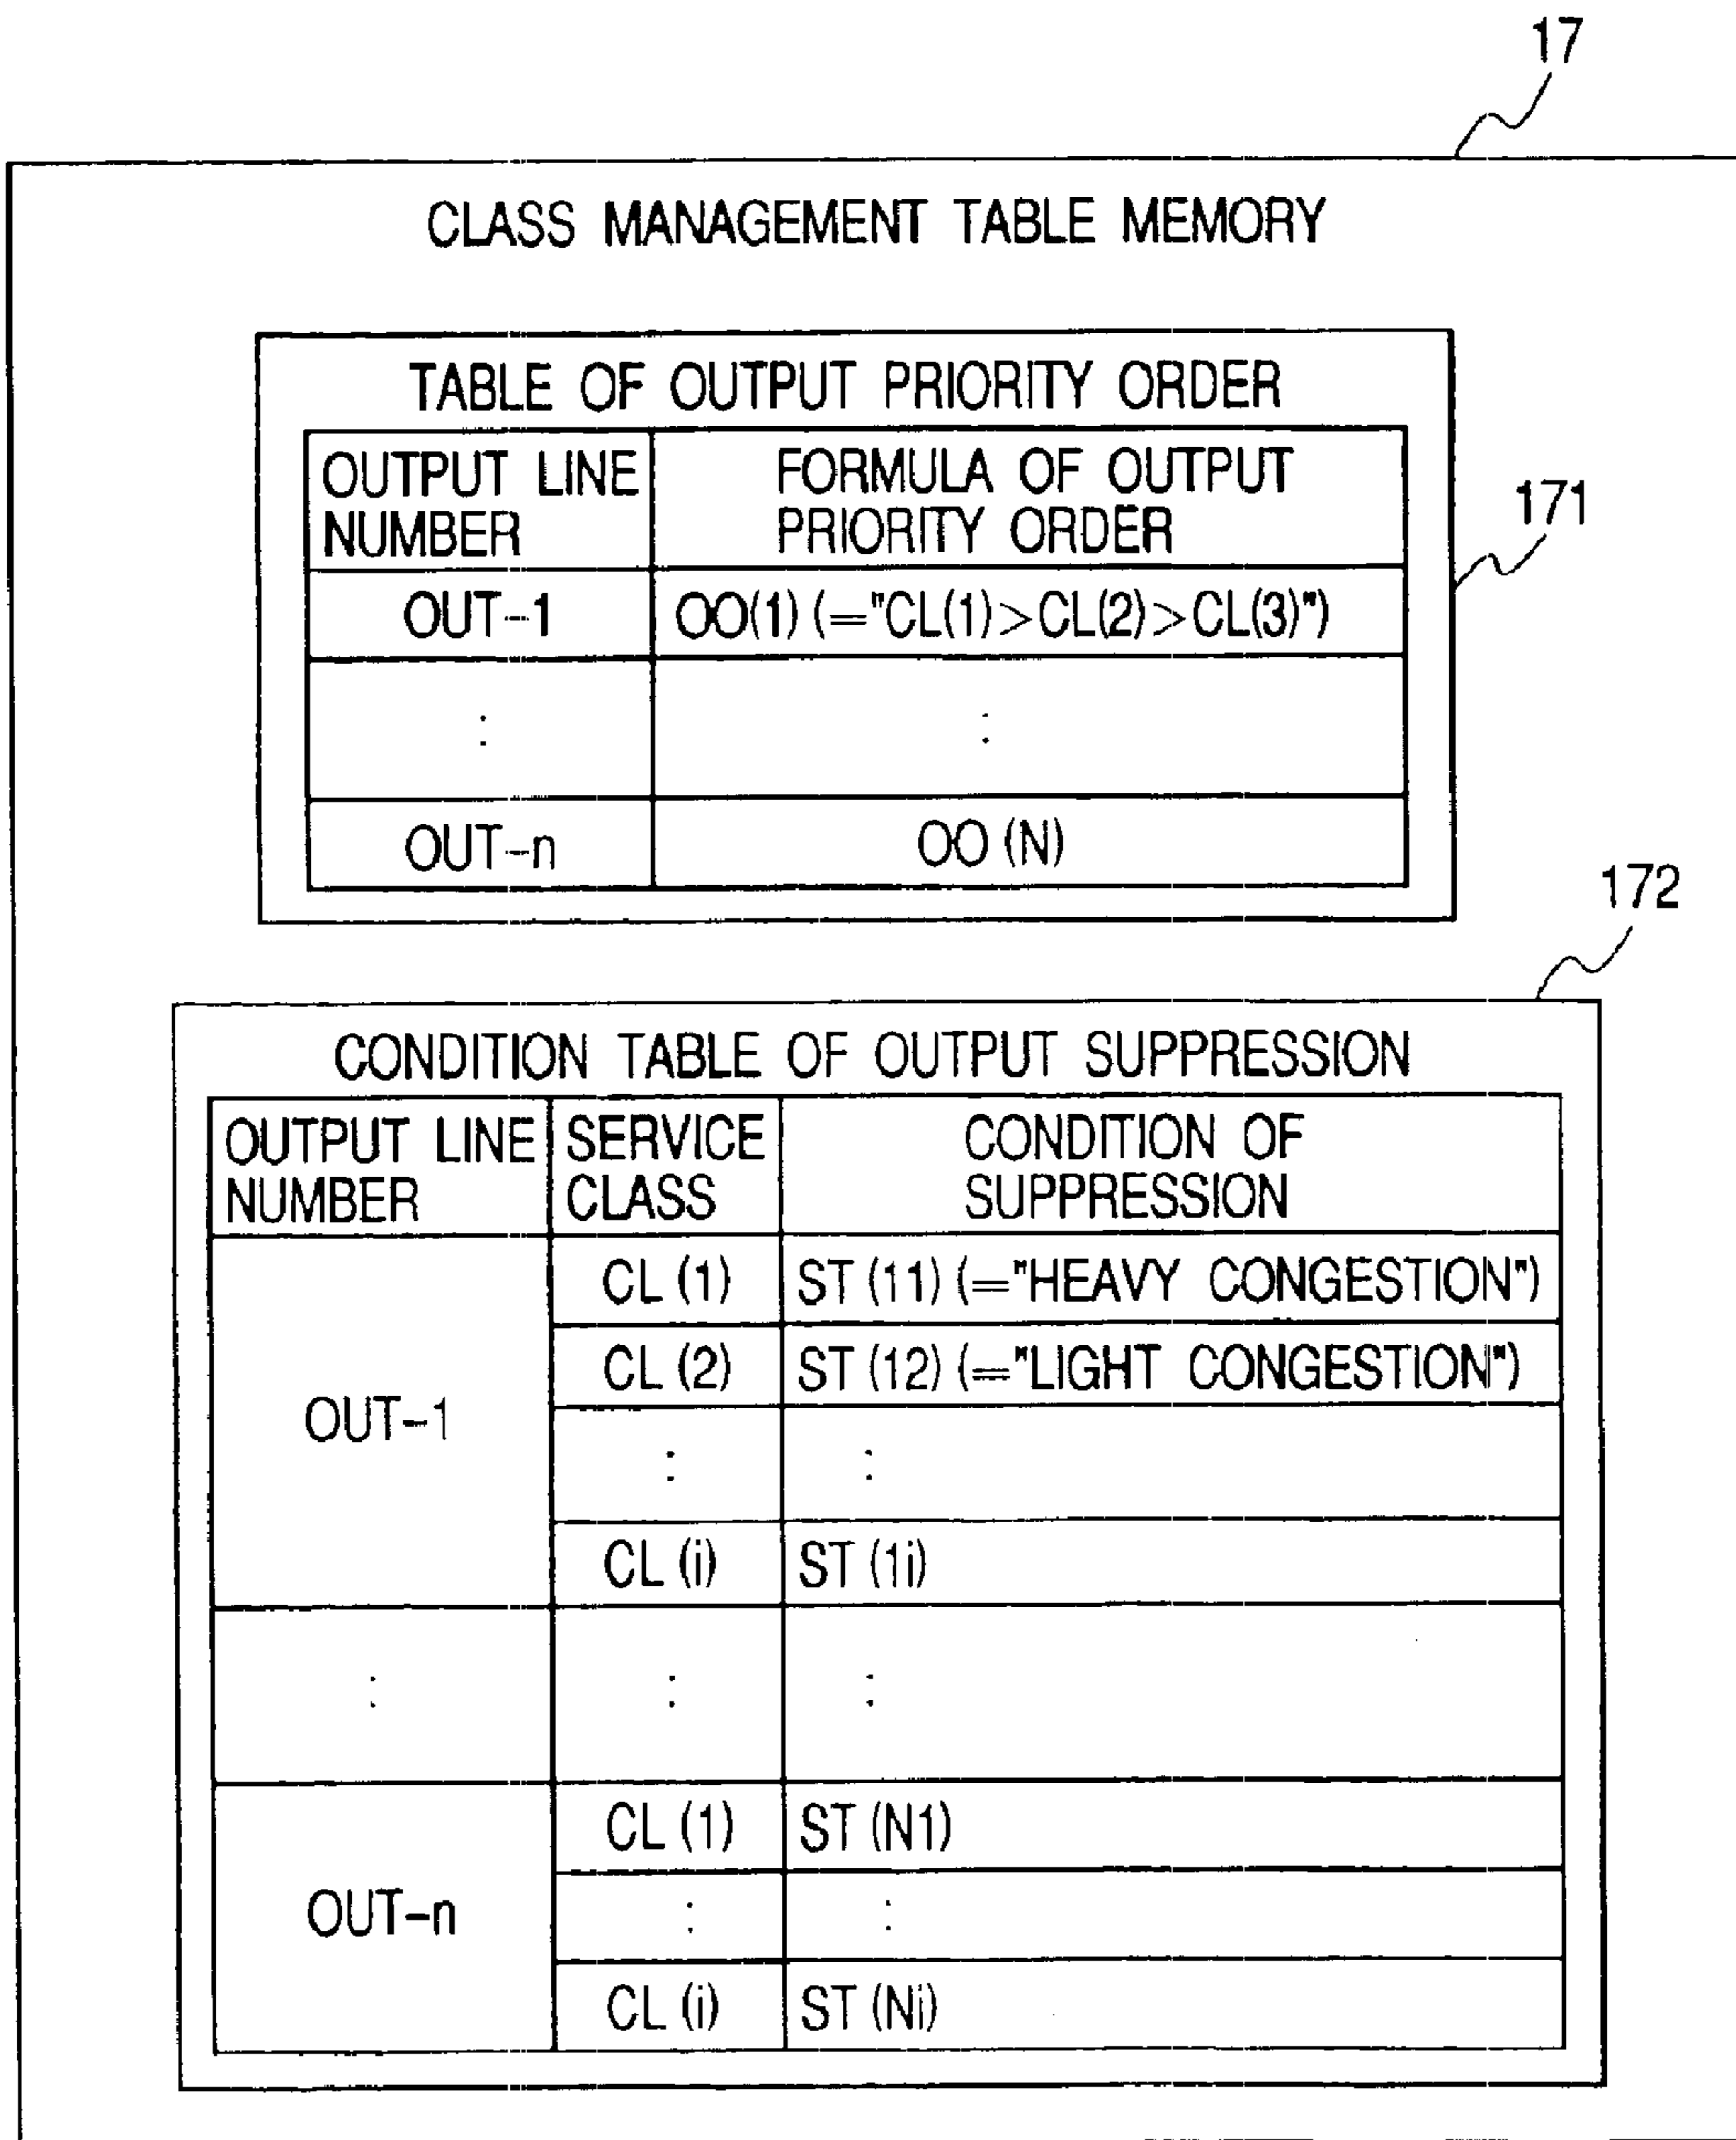 17
CLASS MANAGEMENT TABLE MEMORY
TABLE OF OUTPUT PRIORITY ORDER
OUTPUT LINE NUMBER
FORMULA OF OUTPUT PRIORITY ORDER
171
OUT-1
OO(1) (="CL(1)>CL(2)>CL(3)")
:
:
OUT-n
OO (N)
172
CONDITION TABLE OF OUTPUT SUPPRESSION
OUTPUT LINE NUMBER
SERVICE CLASS
CONDITION OF SUPPRESSION
OUT-1
CL (1)
ST (11) (="HEAVY CONGESTION")
CL (2)
ST (12) (="LIGHT CONGESTION")
:
:
CL (i)
ST (1i)
:
:
:
OUT-n
CL (1)
ST (N1)
:
:
CL (i)
ST (Ni)